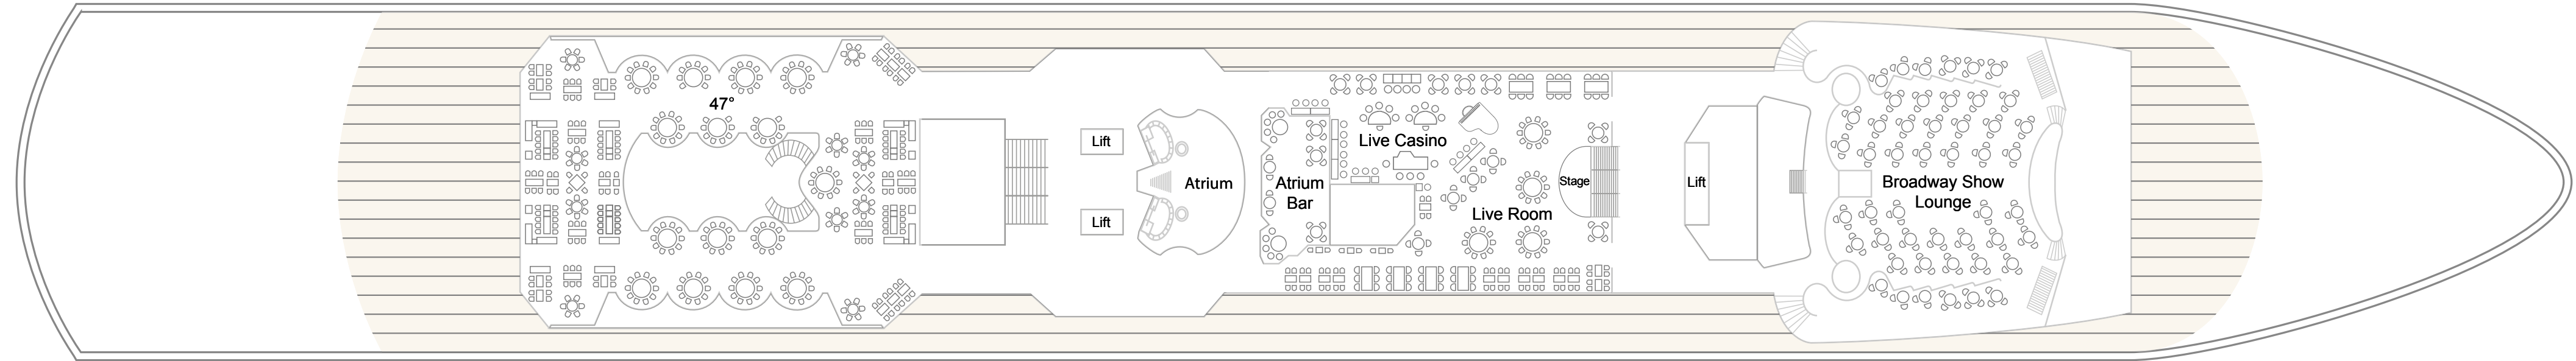 47°
Lift
Lift
Atrium
Atrium
Bar
Live Casino
Live Room
Stage
Lift
Broadway Show
Lounge